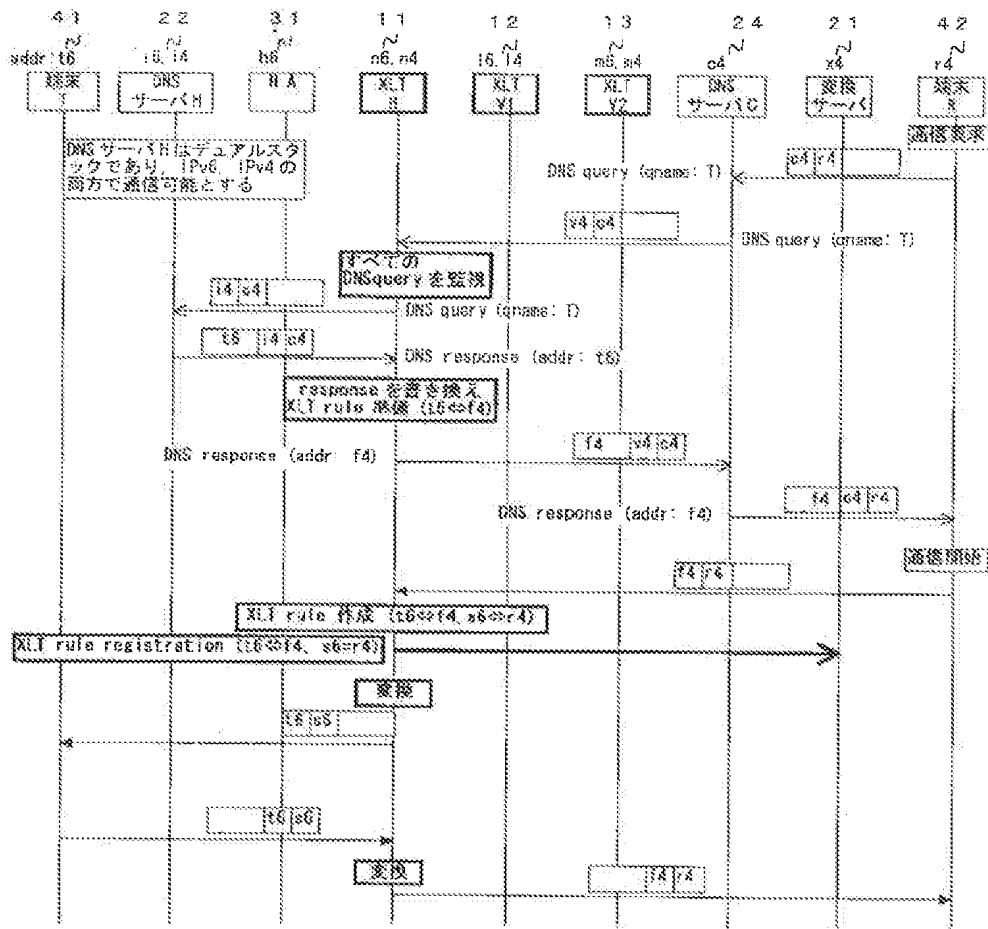 41 22 31 11 12 13 24 21 42
addr:t6 i6,i4 h6 n6,n4 l6,l4 m6,m4 c4 x4 r4
端末 DNS HA XLT XLT XLT DNS 変換 端末
T サーバH H V1 V2 サーバC サーバ R
通信要求
DNSサーバHはデュアルスタ
ックであり、IPv6、IPv4の
両方で通信可能とする
c4 r4
DNS query (qname: T)
v4 c4
DNS query (qname: T)
すべての
DNSqueryを監視
i4 c4
DNS query (qname: T)
t6 i4 c4
DNS response (addr: t6)
responseを書き換え
XLT rule 準備 (t6⇔f4)
f4 v4 c4
DNS response (addr: f4)
f4 c4 r4
DNS response (addr: f4)
通信開始
f4 r4
XLT rule 作成 (t6⇔f4, s6⇔r4)
XLT rule registration (t6⇔f4, s6=r4)
変換
t6 s6
t6 s6
変換
f4 r4